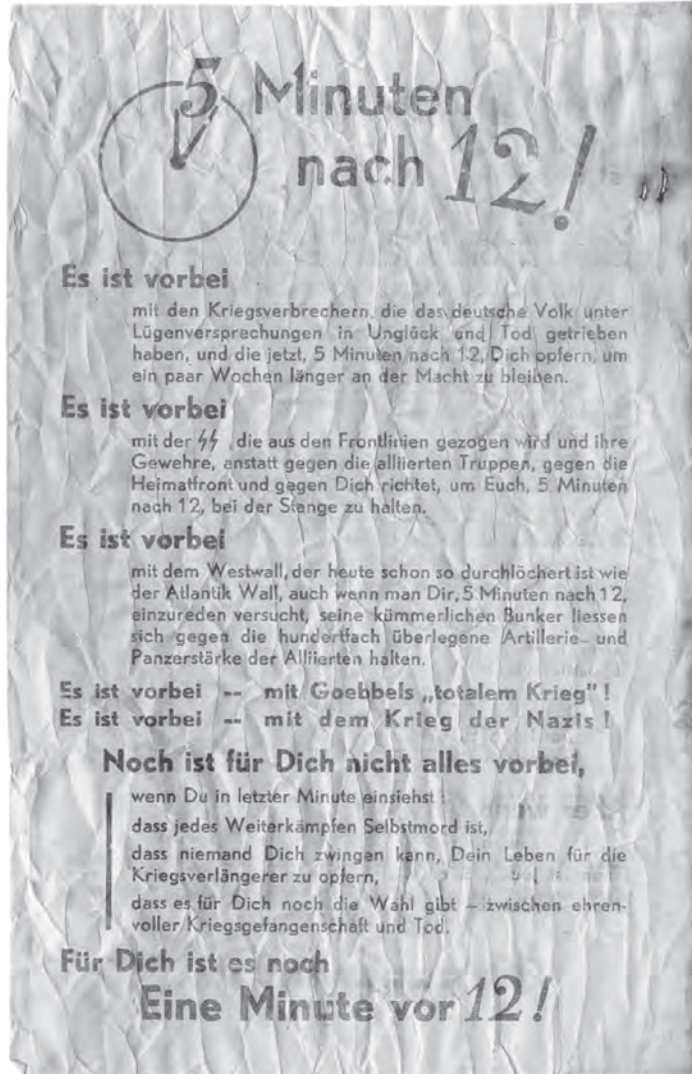 5 Minuten
nach 12!
Es ist vorbei
mit den Kriegsverbrechern, die das deutsche Volk unter
Lügenversprechungen in Unglück und Tod getrieben
haben, und die jetzt, 5 Minuten nach 12, Dich opfern, um
ein paar Wochen länger an der Macht zu bleiben.
Es ist vorbei
mit der ᛋᛋ, die aus den Frontlinien gezogen wird und ihre
Gewehre, anstatt gegen die alliierten Truppen, gegen die
Heimatfront und gegen Dich richtet, um Euch, 5 Minuten
nach 12, bei der Stange zu halten.
Es ist vorbei
mit dem Westwall, der heute schon so durchlöchert ist wie
der Atlantik Wall, auch wenn man Dir, 5 Minuten nach 12,
einzureden versucht, seine kümmerlichen Bunker liessen
sich gegen die hundertfach überlegene Artillerie- und
Panzerstärke der Alliierten halten.
Es ist vorbei -- mit Goebbels „totalem Krieg"!
Es ist vorbei -- mit dem Krieg der Nazis!
Noch ist für Dich nicht alles vorbei,
wenn Du in letzter Minute einsiehst:
dass jedes Weiterkämpfen Selbstmord ist,
dass niemand Dich zwingen kann, Dein Leben für die
Kriegsverlängerer zu opfern,
dass es für Dich noch die Wahl gibt – zwischen ehren-
voller Kriegsgefangenschaft und Tod.
Für Dich ist es noch
Eine Minute vor 12!